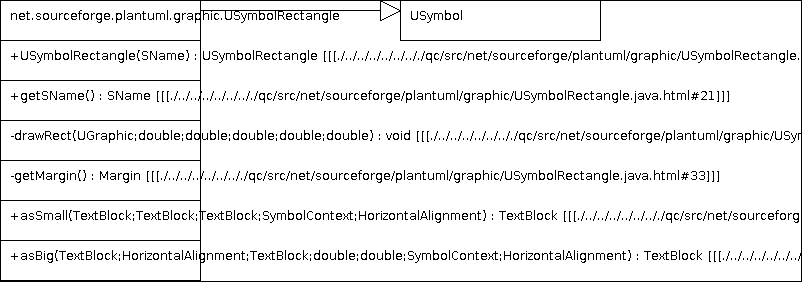 net.sourceforge.plantuml.graphic.USymbolRectangle
USymbol
+USymbolRectangle(SName) : USymbolRectangle [[[./../../../../../../../qc/src/net/sourceforge/plantuml/graphic/USymbolRectangle.
+getSName() : SName [[[./../../../../../../../qc/src/net/sourceforge/plantuml/graphic/USymbolRectangle.java.html#21]]]
-drawRect(UGraphic;double;double;double;double;double) : void [[[./../../../../../../../qc/src/net/sourceforge/plantuml/graphic/USym
-getMargin() : Margin [[[./../../../../../../../qc/src/net/sourceforge/plantuml/graphic/USymbolRectangle.java.html#33]]]
+asSmall(TextBlock;TextBlock;TextBlock;SymbolContext;HorizontalAlignment) : TextBlock [[[./../../../../../../../qc/src/net/sourceforg
+asBig(TextBlock;HorizontalAlignment;TextBlock;double;double;SymbolContext;HorizontalAlignment) : TextBlock [[[./../../../../../../